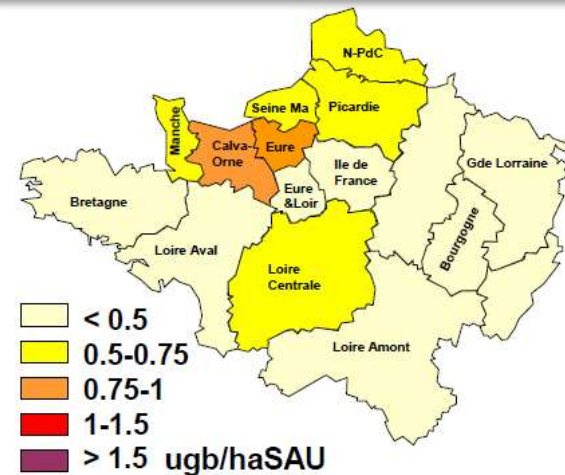 N-PdC
Seine Ma
Picardie
Manche
Calva-
Orne
Eure
Ile de
France
Gde Lorraine
Eure
&Loir
Bretagne
Bourgogne
Loire Aval
Loire
Centrale
Loire Amont
< 0.5
0.5-0.75
0.75-1
1-1.5
> 1.5 ugb/haSAU